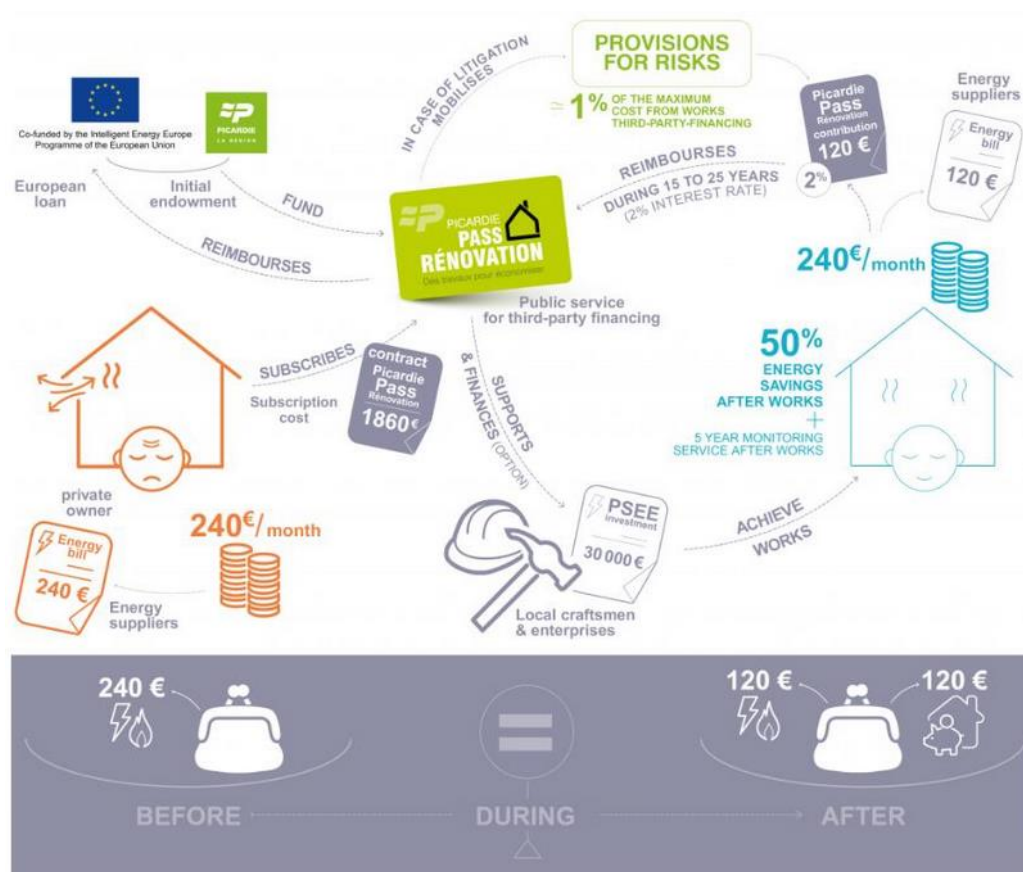 Co-funded by the Intelligent Energy Europe
Programme of the European Union
PICARDIE
LA RÉGION
European
loan
Initial
endowment
FUND
REIMBOURSES
IN CASE OF LITIGATION
MOBILISES
PROVISIONS
FOR RISKS
≃ 1% OF THE MAXIMUM
COST FROM WORKS
THIRD-PARTY-FINANCING
REIMBOURSES
DURING 15 TO 25 YEARS
(2% INTEREST RATE)
2%
Picardie
Pass
Rénovation
contribution
120 €
Energy
suppliers
Energy
bill
120 €
240€/month
PICARDIE
PASS
RÉNOVATION
Des travaux pour économiser
Public service
for third-party financing
SUBSCRIBES
Subscription
cost
contract
Picardie
Pass
Rénovation
1860€
SUPPORTS
& FINANCES (OPTION)
50%
ENERGY
SAVINGS
AFTER WORKS
+
5 YEAR MONITORING
SERVICE AFTER WORKS
private
owner
240€/month
Energy
bill
240 €
Energy
suppliers
PSEE
investment
30 000 €
Local craftsmen
& enterprises
ACHIEVE
WORKS
240 €
=
120 €
120 €
BEFORE
DURING
AFTER